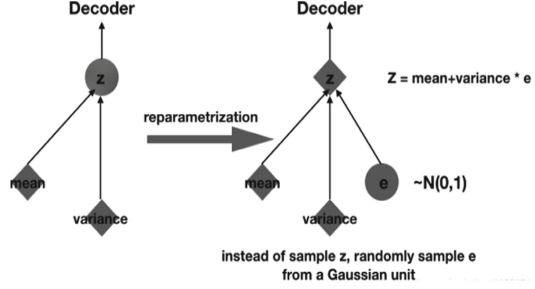 Decoder
z
mean
variance
reparametrization
Decoder
z
Z = mean+variance * e
mean
variance
e
~N(0,1)
instead of sample z, randomly sample e
from a Gaussian unit